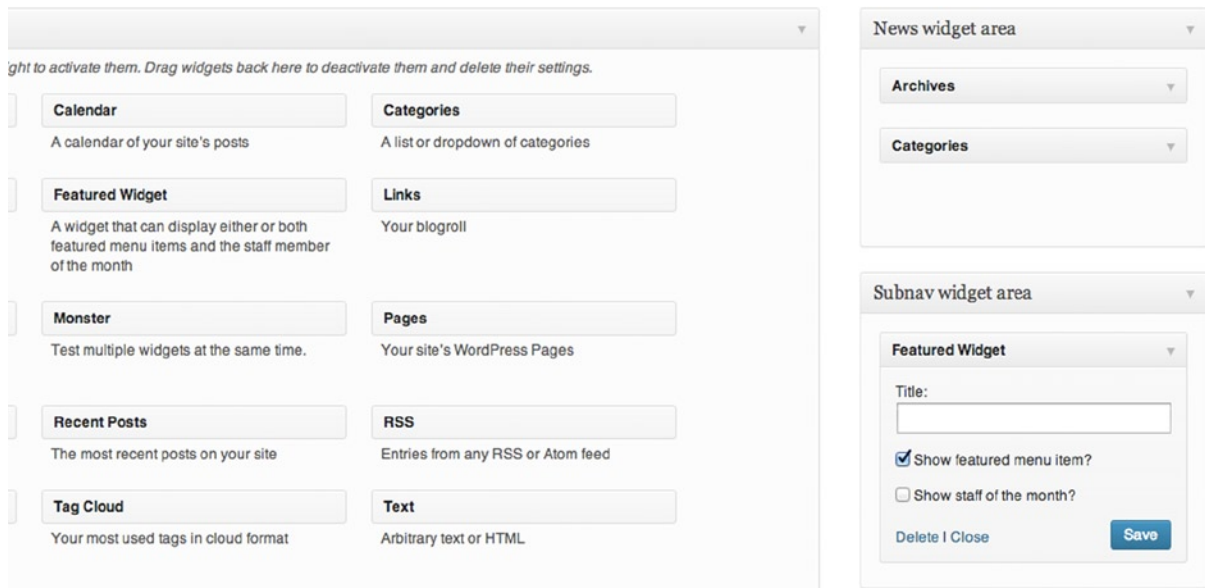 ght to activate them. Drag widgets back here to deactivate them and delete their settings.
Calendar
A calendar of your site's posts
Categories
A list or dropdown of categories
Featured Widget
A widget that can display either or both
featured menu items and the staff member
of the month
Links
Your blogroll
Monster
Test multiple widgets at the same time.
Pages
Your site's WordPress Pages
Recent Posts
The most recent posts on your site
RSS
Entries from any RSS or Atom feed
Tag Cloud
Your most used tags in cloud format
Text
Arbitrary text or HTML
News widget area
Archives
Categories
Subnav widget area
Featured Widget
Title:
Show featured menu item?
Show staff of the month?
Delete | Close
Save